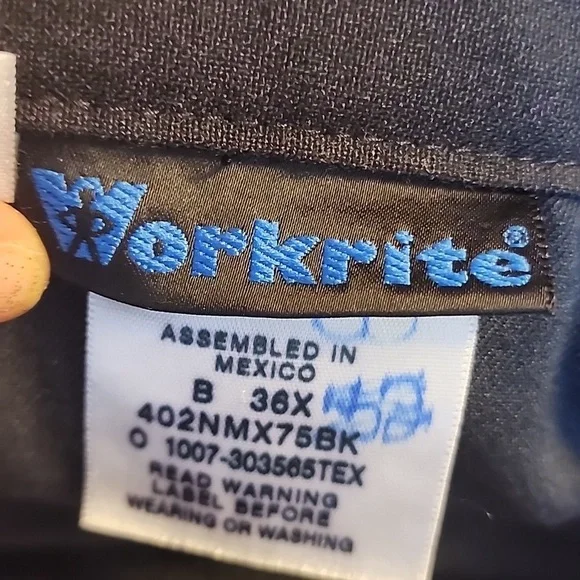 Workrite®
ASSEMBLED IN
MEXICO
B 36X
402NMX75BK
O 1007-303565TEX
READ WARNING
LABEL BEFORE
WEARING OR WASHING